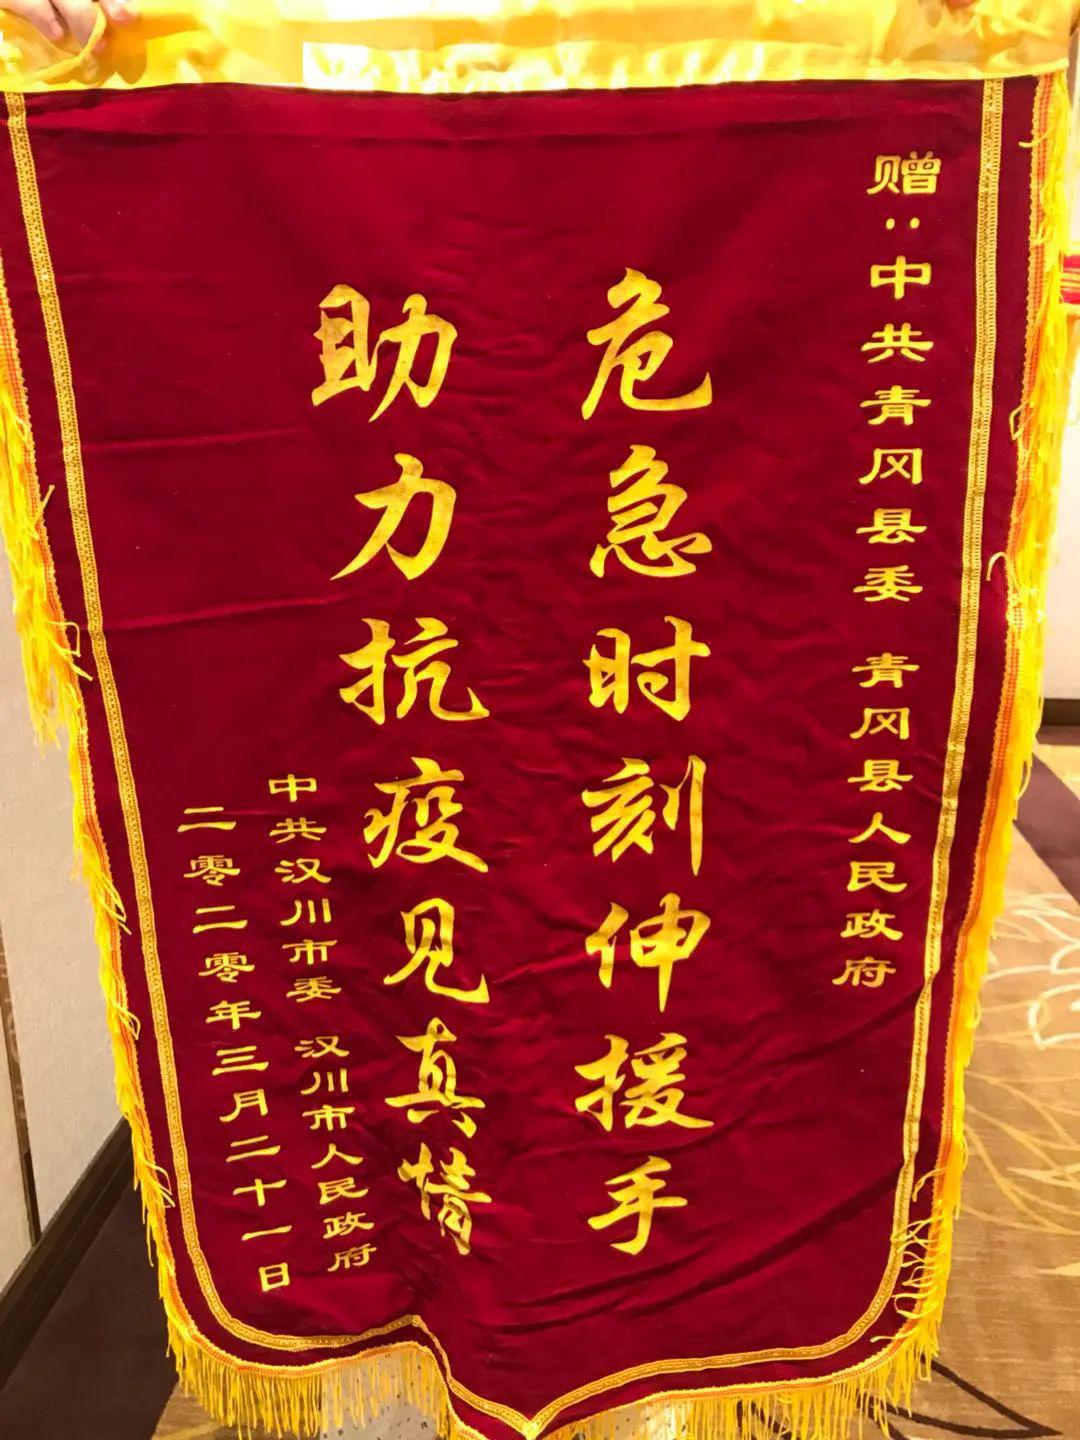 赠：中共青冈县委 青冈县人民政府
危急时刻伸援手
助力抗疫见真情
中共汉川市委 汉川市人民政府
二零二零年三月二十一日